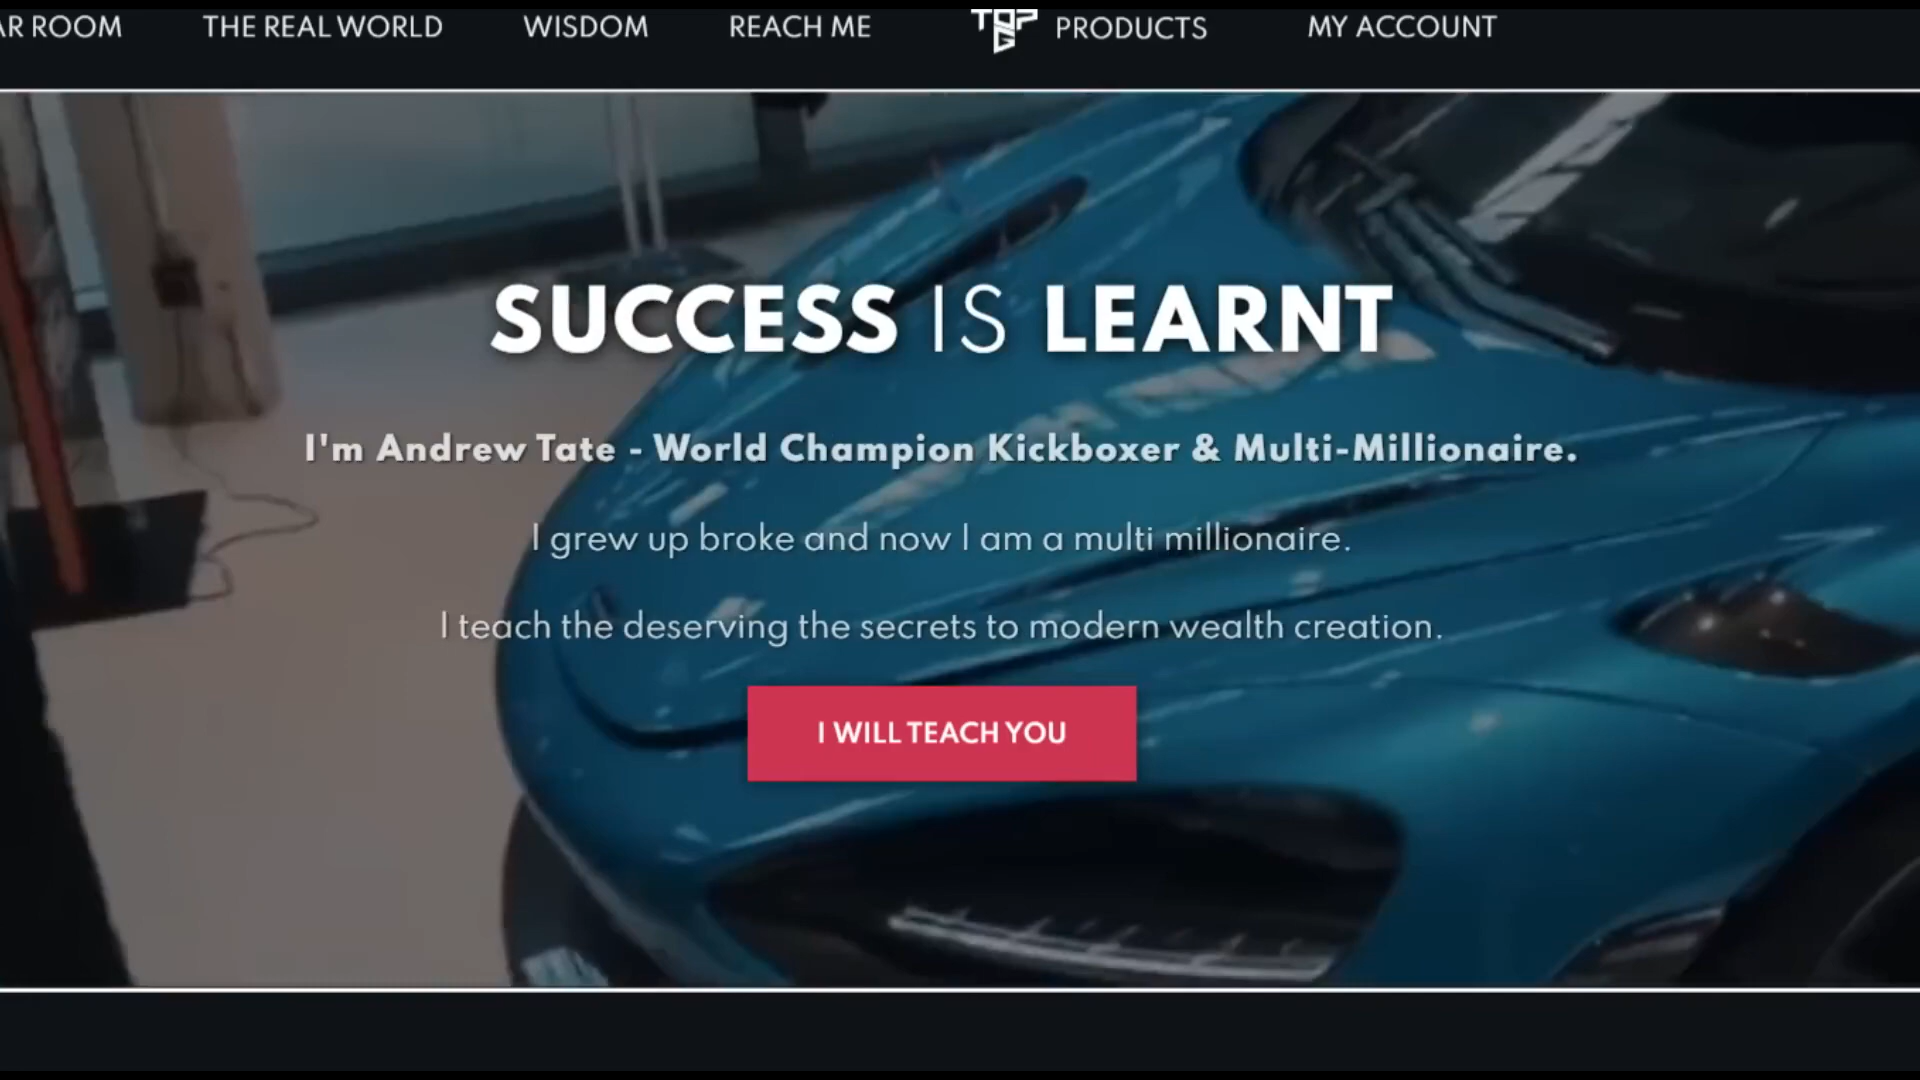 AR ROOM THE REAL WORLD WISDOM REACH ME TOP G PRODUCTS MY ACCOUNT
SUCCESS IS LEARNT
I'm Andrew Tate - World Champion Kickboxer & Multi-Millionaire.
I grew up broke and now I am a multi millionaire.
I teach the deserving the secrets to modern wealth creation.
I WILL TEACH YOU